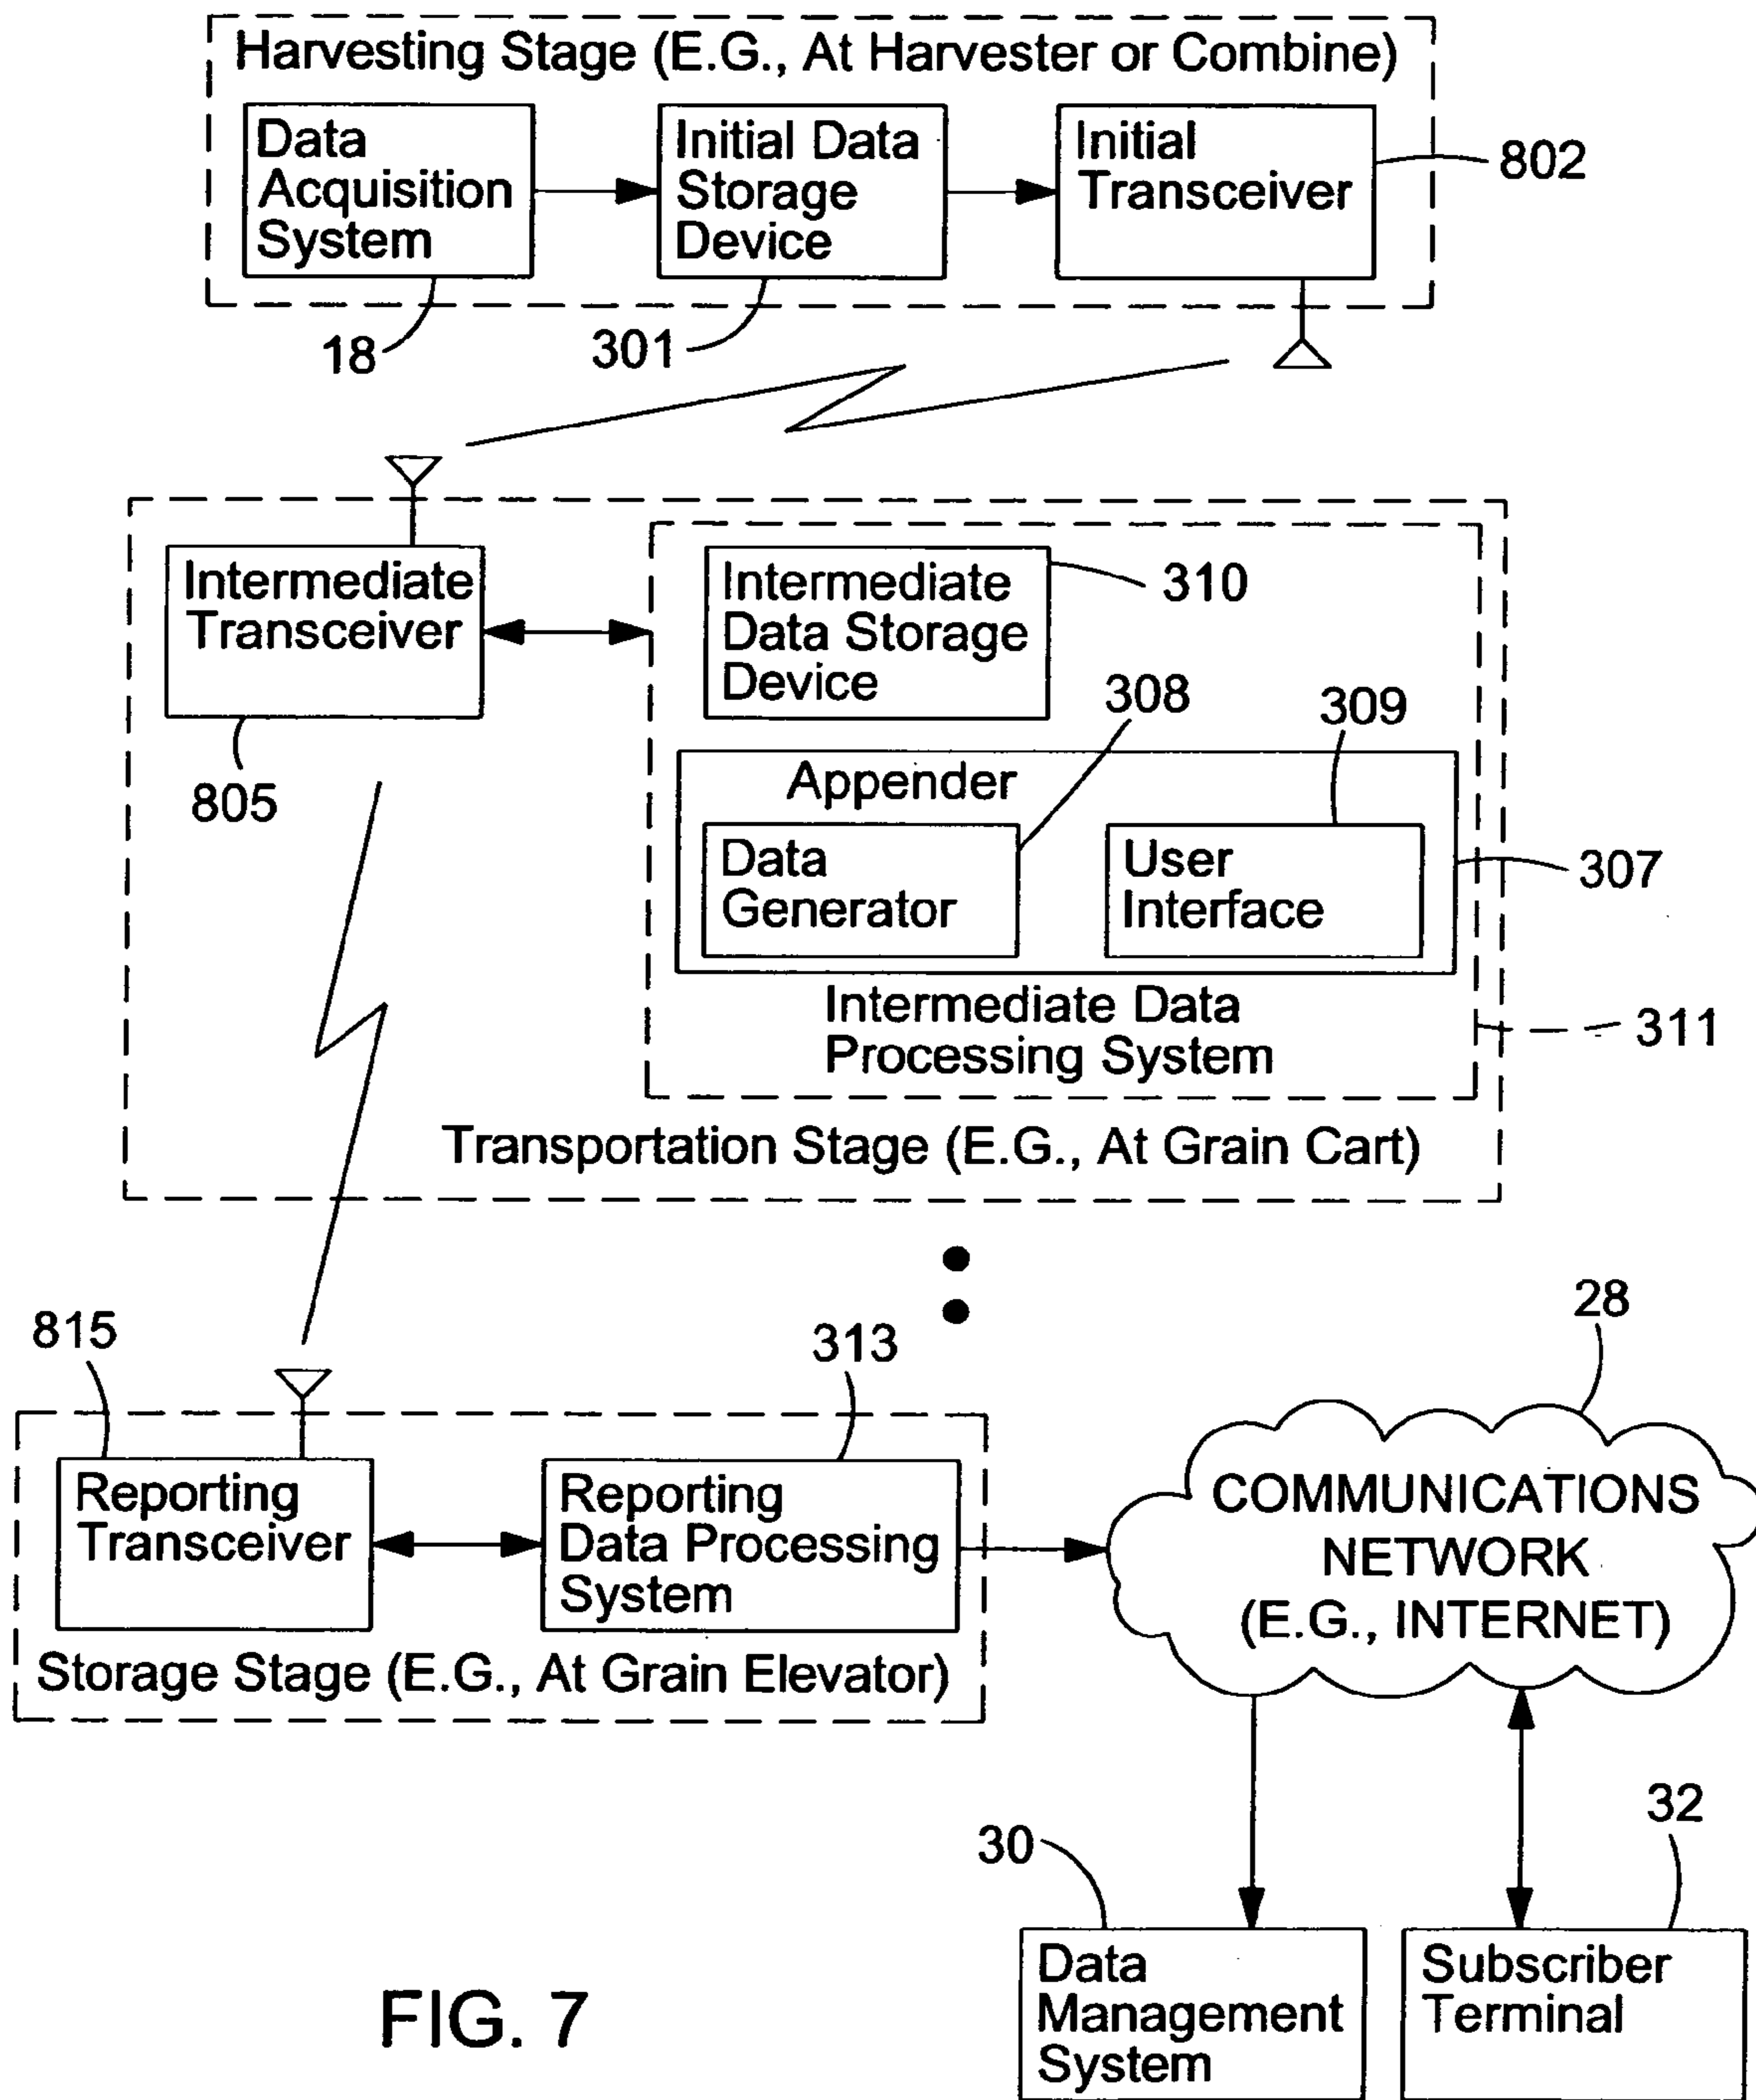 Harvesting Stage (E.G., At Harvester or Combine)
Data
Acquisition
System
Initial Data
Storage
Device
Initial
Transceiver
802
18
301
Intermediate
Transceiver
805
Intermediate
Data Storage
Device
310
308
309
Appender
Data
Generator
User
Interface
307
Intermediate Data
Processing System
311
Transportation Stage (E.G., At Grain Cart)
815
313
28
Reporting
Transceiver
Reporting
Data Processing
System
Storage Stage (E.G., At Grain Elevator)
COMMUNICATIONS
NETWORK
(E.G., INTERNET)
30
32
Data
Management
System
Subscriber
Terminal
FIG. 7